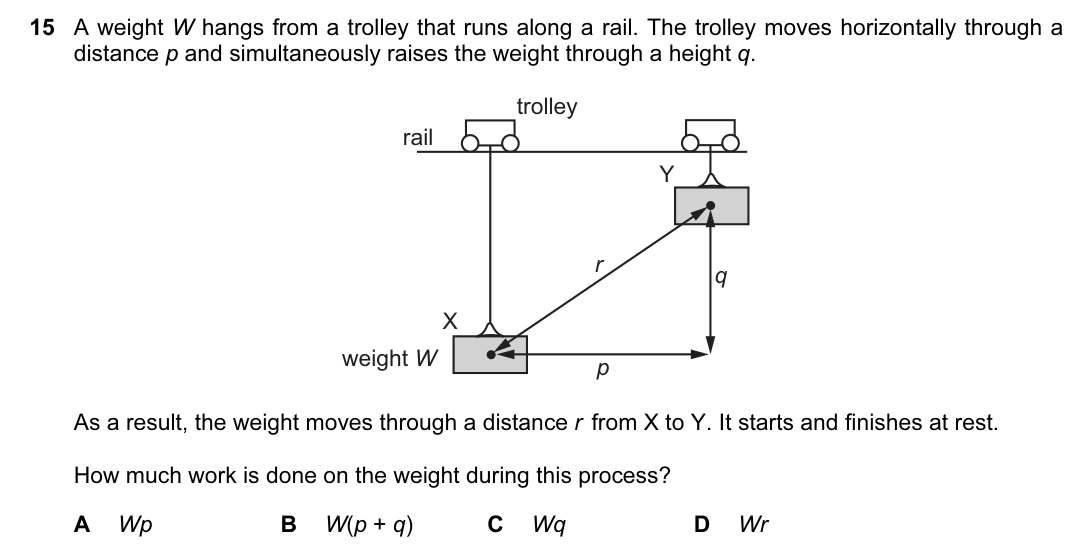 15 A weight W hangs from a trolley that runs along a rail. The trolley moves horizontally through a
distance p and simultaneously raises the weight through a height q.
trolley
rail
Y
r
q
X
weight W
p
As a result, the weight moves through a distance r from X to Y. It starts and finishes at rest.
How much work is done on the weight during this process?
A Wp B W(p + q) C Wq D Wr